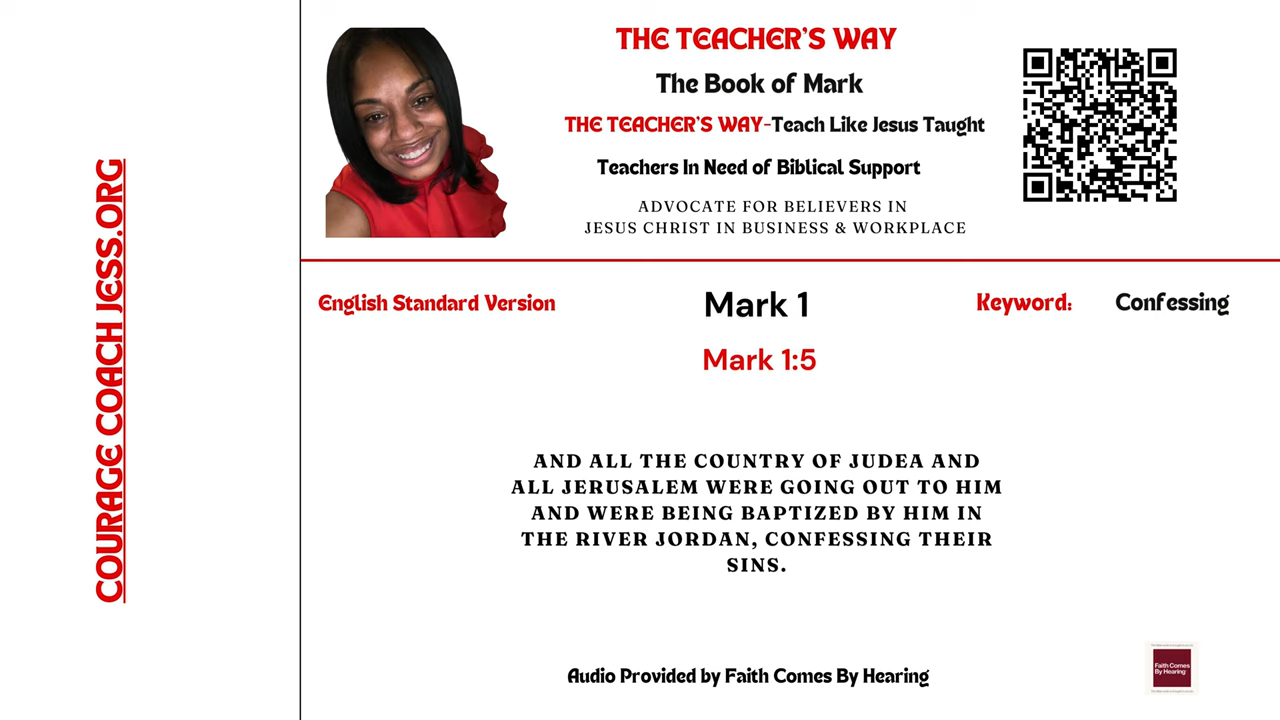 COURAGE COACH JESS.ORG
THE TEACHER'S WAY
The Book of Mark
THE TEACHER'S WAY-Teach Like Jesus Taught
Teachers In Need of Biblical Support
ADVOCATE FOR BELIEVERS IN
JESUS CHRIST IN BUSINESS & WORKPLACE
English Standard Version
Mark 1
Keyword: Confessing
Mark 1:5
AND ALL THE COUNTRY OF JUDEA AND
ALL JERUSALEM WERE GOING OUT TO HIM
AND WERE BEING BAPTIZED BY HIM IN
THE RIVER JORDAN, CONFESSING THEIR
SINS.
Audio Provided by Faith Comes By Hearing
Faith Comes
By Hearing